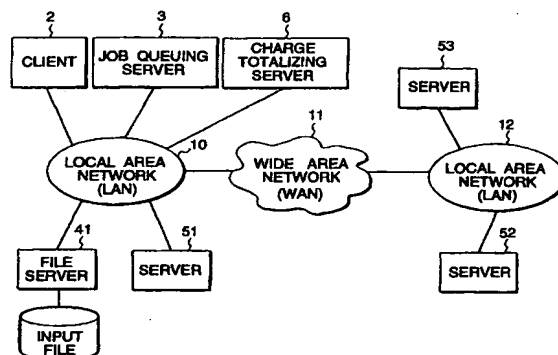 2
CLIENT
3
JOB QUEUING
SERVER
6
CHARGE
TOTALIZING
SERVER
53
SERVER
10
LOCAL AREA
NETWORK
(LAN)
11
WIDE AREA
NETWORK
(WAN)
12
LOCAL AREA
NETWORK
(LAN)
41
FILE
SERVER
51
SERVER
52
SERVER
INPUT
FILE